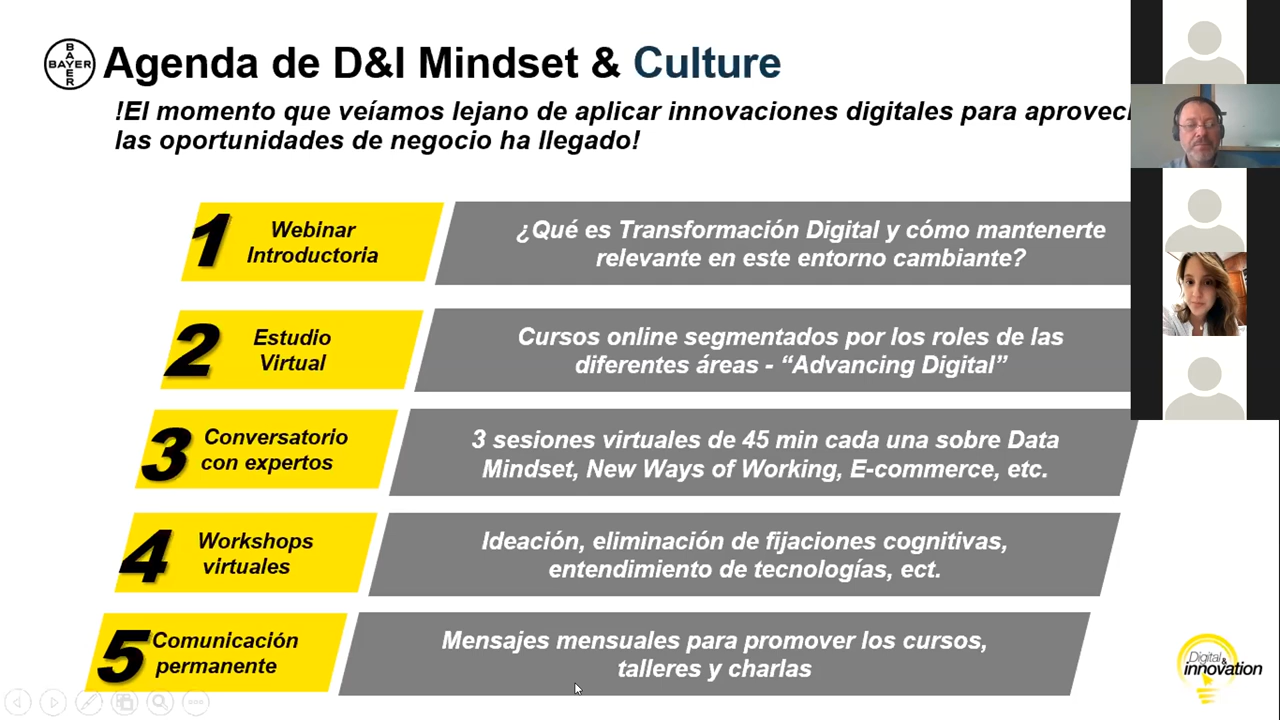 BAYER
BAYER
Agenda de D&I Mindset & Culture
!El momento que veíamos lejano de aplicar innovaciones digitales para aprovec
las oportunidades de negocio ha llegado!
1
Webinar
Introductoria
¿Qué es Transformación Digital y cómo mantenerte
relevante en este entorno cambiante?
2
Estudio
Virtual
Cursos online segmentados por los roles de las
diferentes áreas - “Advancing Digital”
3
Conversatorio
con expertos
3 sesiones virtuales de 45 min cada una sobre Data
Mindset, New Ways of Working, E-commerce, etc.
4
Workshops
virtuales
Ideación, eliminación de fijaciones cognitivas,
entendimiento de tecnologías, ect.
5
Comunicación
permanente
Mensajes mensuales para promover los cursos,
talleres y charlas
Digital &
innovation